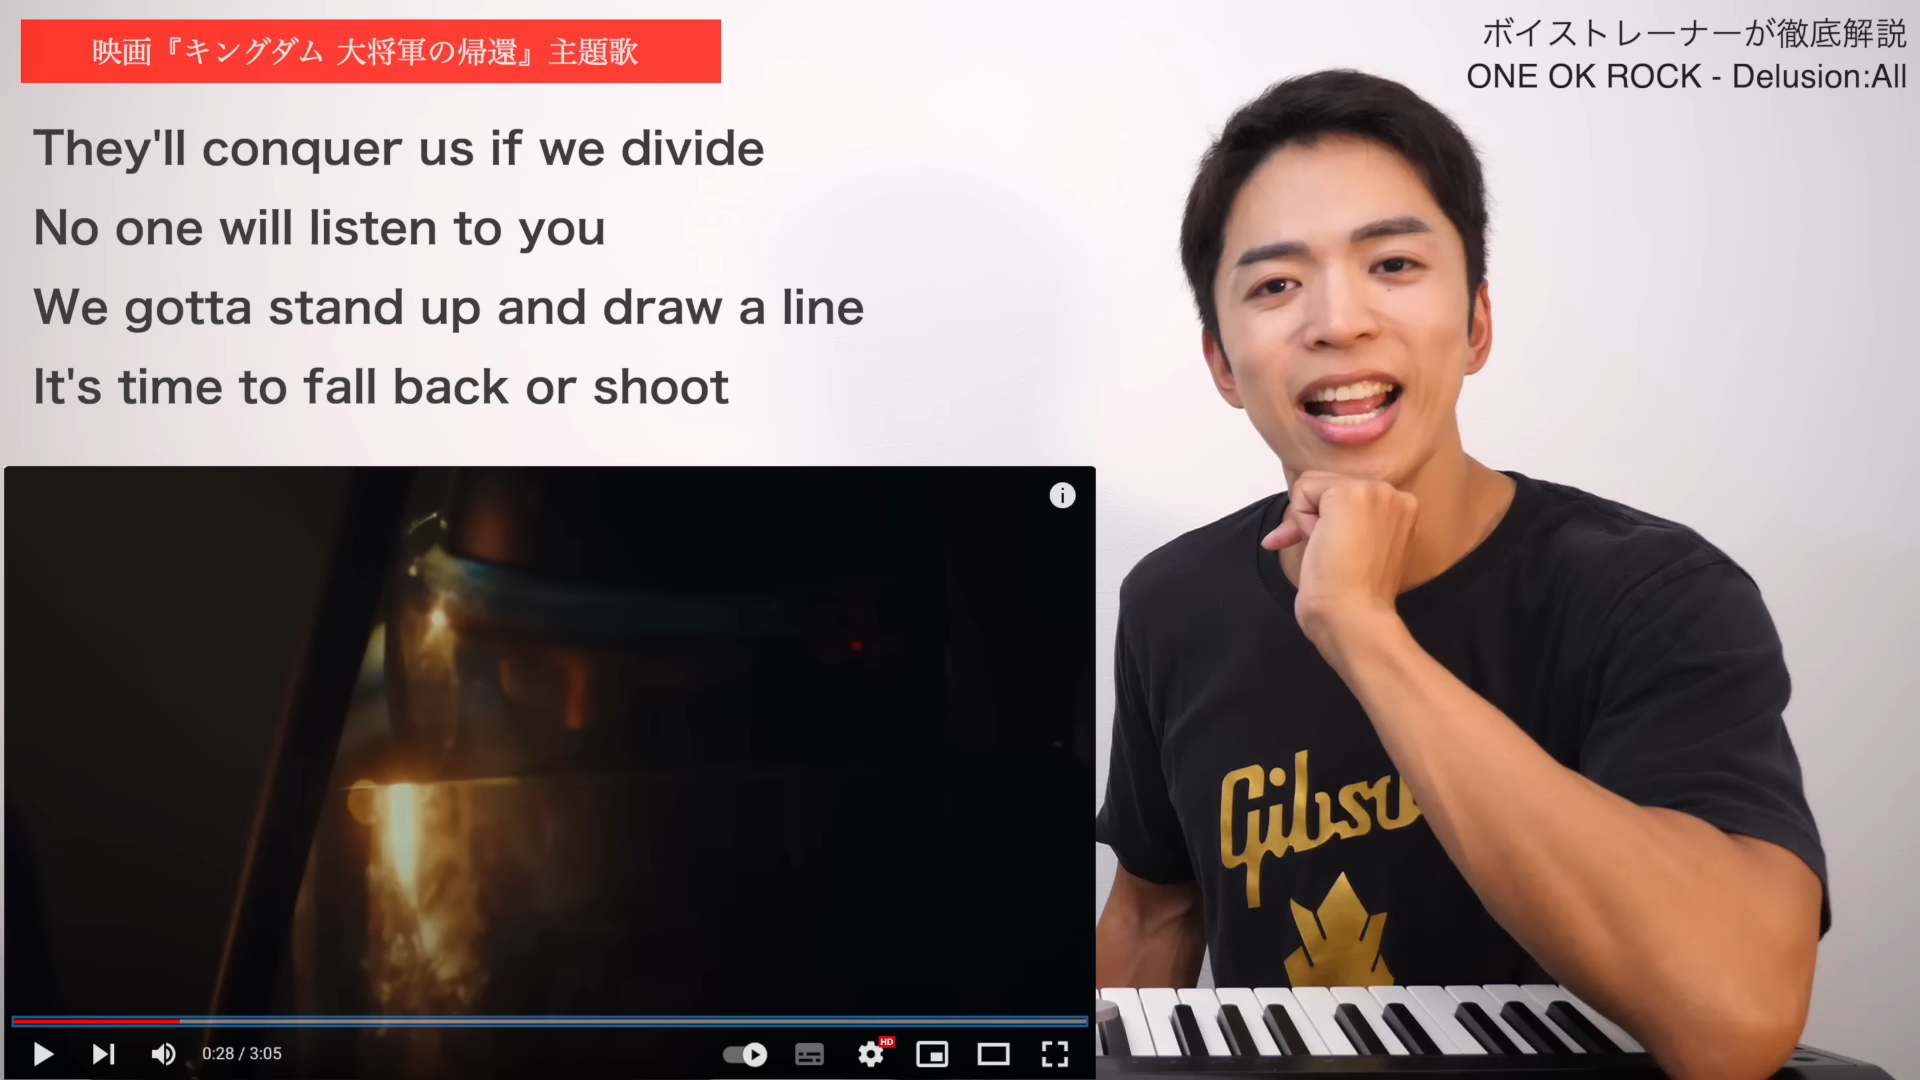 映画『キングダム 大将軍の帰還』主題歌
ボイストレーナーが徹底解説
ONE OK ROCK - Delusion:All
They'll conquer us if we divide
No one will listen to you
We gotta stand up and draw a line
It's time to fall back or shoot
i
HD
0:28 / 3:05